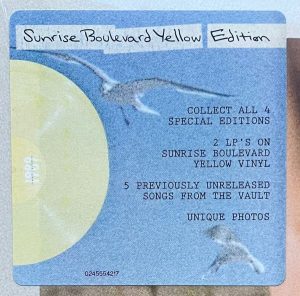 Sunrise Boulevard Yellow Edition
COLLECT ALL 4
SPECIAL EDITIONS
2 LP'S ON
SUNRISE BOULEVARD
YELLOW VINYL
5 PREVIOUSLY UNRELEASED
SONGS FROM THE VAULT
UNIQUE PHOTOS
0245554217